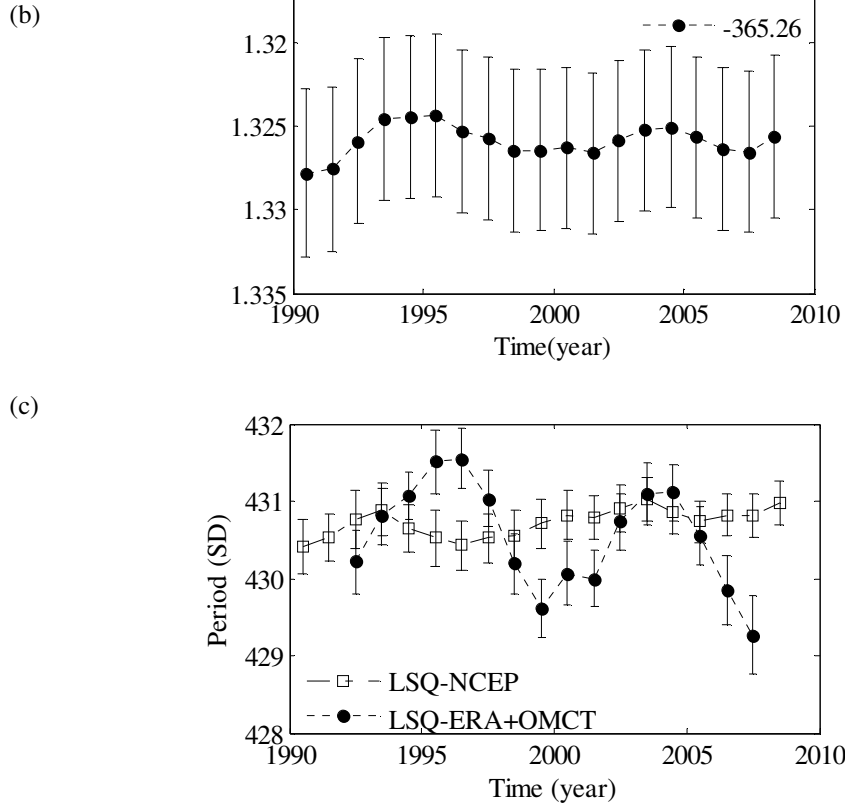 (b)
-365.26
1.32
1.325
1.33
1.335
1990 1995 2000 2005 2010
Time(year)
(c)
432
431
430
429
428
Period (SD)
LSQ-NCEP
LSQ-ERA+OMCT
1990 1995 2000 2005 2010
Time (year)